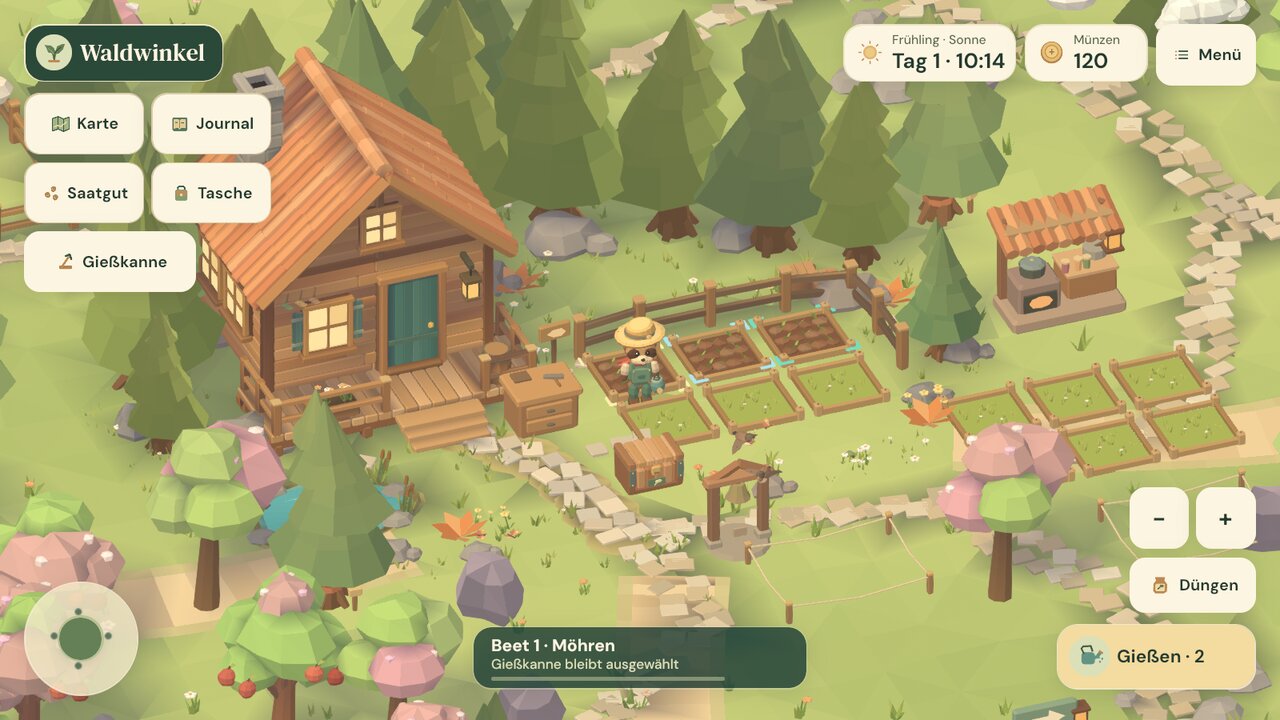 Waldwinkel
Frühling · Sonne
Tag 1 · 10:14
Münzen
120
Menü
Karte
Journal
Saatgut
Tasche
Gießkanne
−
+
Düngen
Beet 1 · Möhren
Gießkanne bleibt ausgewählt
Gießen · 2